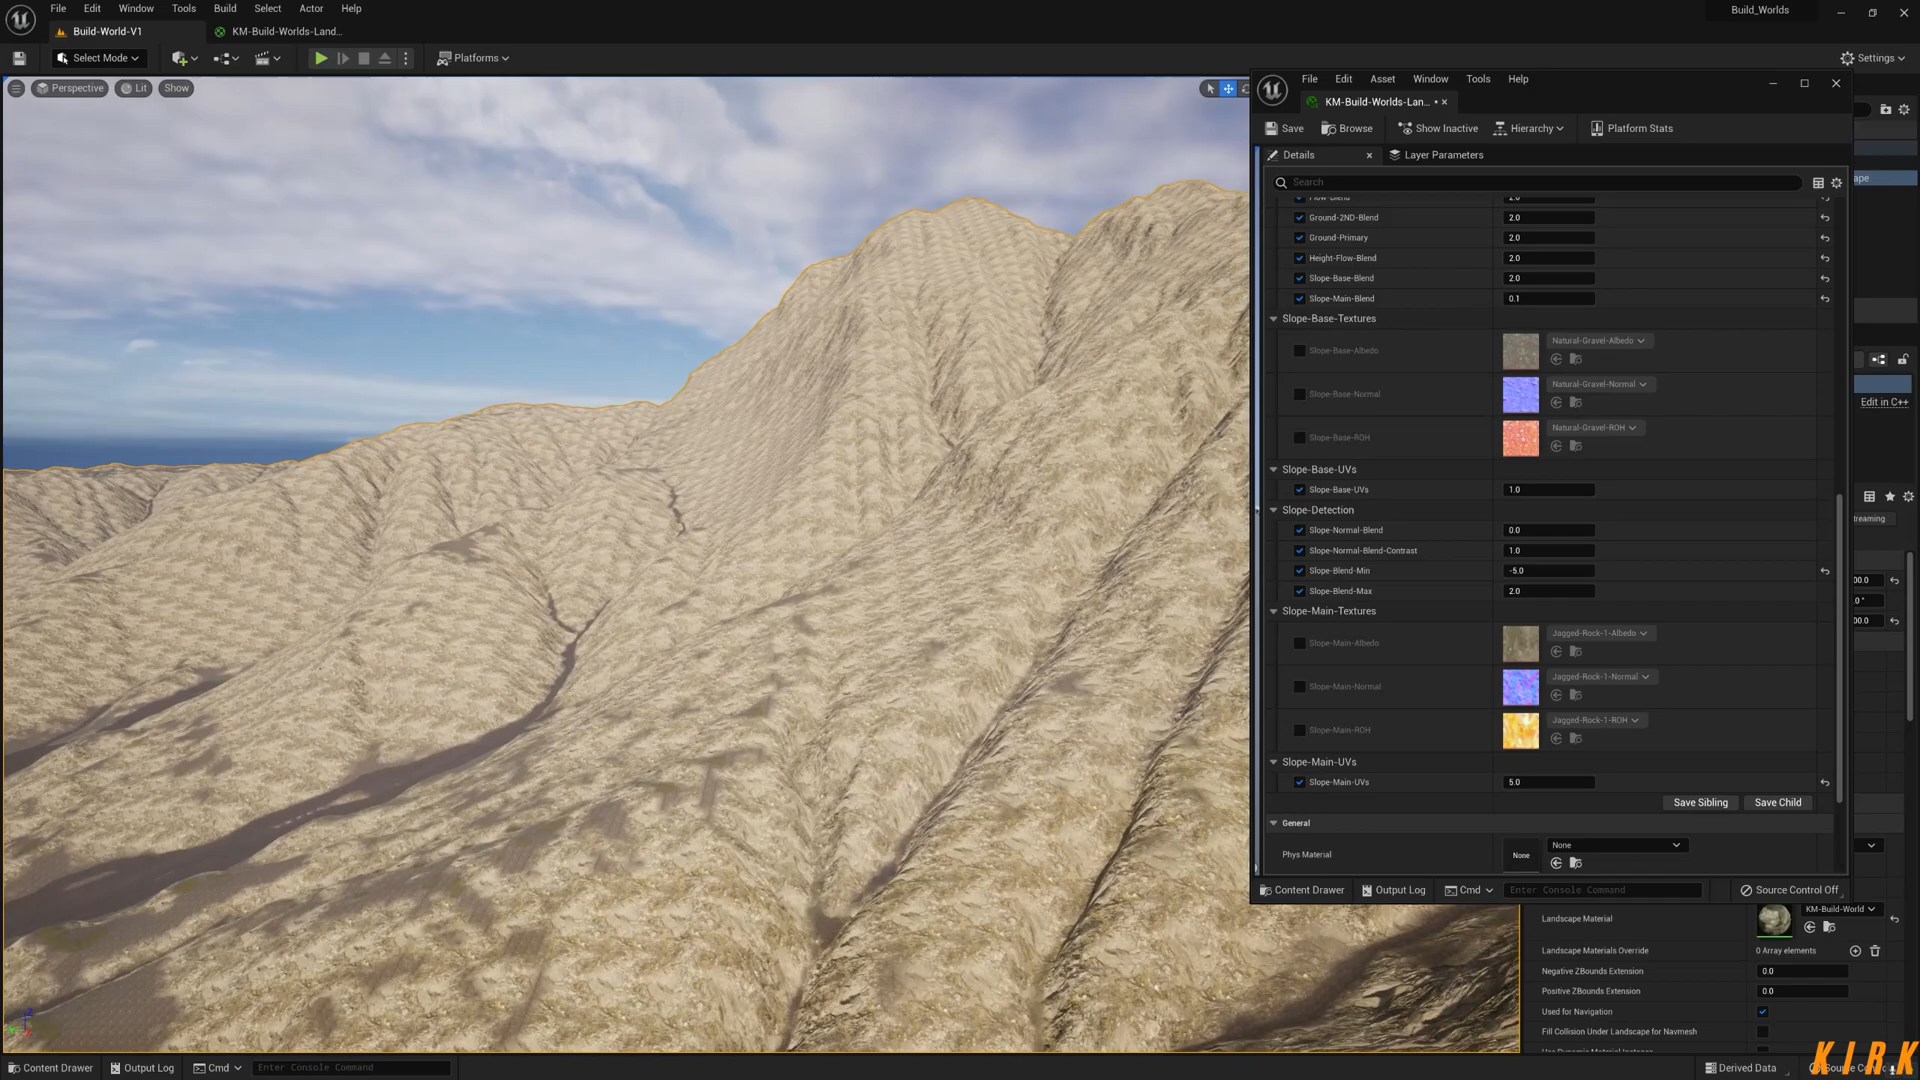 File Edit Window Tools Build Select Actor Help
Build_Worlds
Build-World-V1
KM-Build-Worlds-Land...
Select Mode
Platforms
Settings
Perspective
Lit
Show
File Edit Asset Window Tools Help
KM-Build-Worlds-Lan...
Save
Browse
Show Inactive
Hierarchy
Platform Stats
Details
Layer Parameters
Search
Flow-Blend 2.0
Ground-2ND-Blend 2.0
Ground-Primary 2.0
Height-Flow-Blend 2.0
Slope-Base-Blend 2.0
Slope-Main-Blend 0.1
Slope-Base-Textures
Slope-Base-Albedo Natural-Gravel-Albedo
Slope-Base-Normal Natural-Gravel-Normal
Slope-Base-ROH Natural-Gravel-ROH
Slope-Base-UVs
Slope-Base-UVs 1.0
Slope-Detection
Slope-Normal-Blend 0.0
Slope-Normal-Blend-Contrast 1.0
Slope-Blend-Min -5.0
Slope-Blend-Max 2.0
Slope-Main-Textures
Slope-Main-Albedo Jagged-Rock-1-Albedo
Slope-Main-Normal Jagged-Rock-1-Normal
Slope-Main-ROH Jagged-Rock-1-ROH
Slope-Main-UVs
Slope-Main-UVs 5.0
Save Sibling Save Child
General
Phys Material None None
Content Drawer Output Log Cmd Enter Console Command Source Control Off
ape
Edit in C++
treaming
00.0
.0 °
00.0
Landscape Material KM-Build-World
Landscape Materials Override 0 Array elements
Negative ZBounds Extension 0.0
Positive ZBounds Extension 0.0
Used for Navigation
Fill Collision Under Landscape for Navmesh
Content Drawer Output Log Cmd Enter Console Command Derived Data
KIRK